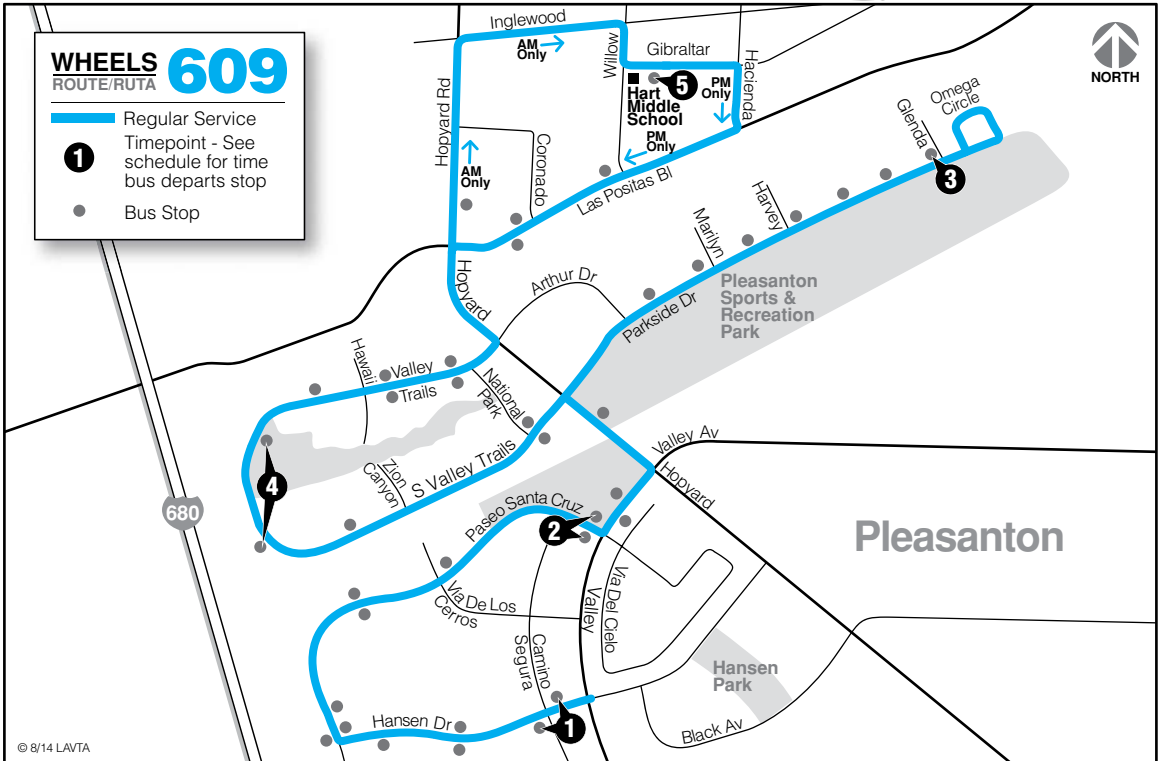 WHEELS
ROUTE/RUTA
609
Regular Service
1
Timepoint - See
schedule for time
bus departs stop
Bus Stop
Inglewood
AM
Only
Willow
Gibraltar
Hacienda
5
Hart
Middle
School
PM
Only
PM
Only
NORTH
Hopyard Rd
AM
Only
Coronado
Las Positas Bl
Omega
Circle
Glenda
3
Harvey
Marilyn
Hopyard
Arthur Dr
Parkside Dr
Pleasanton
Sports &
Recreation
Park
Hawaii
Valley
Trails
National
Park
Zion
Canyon
S Valley Trails
4
680
Valley Av
Hopyard
Paseo Santa Cruz
2
Pleasanton
Via De Los
Cerros
Valley
Via Del Cielo
Camino
Segura
Hansen
Park
Hansen Dr
1
Black Av
© 8/14 LAVTA